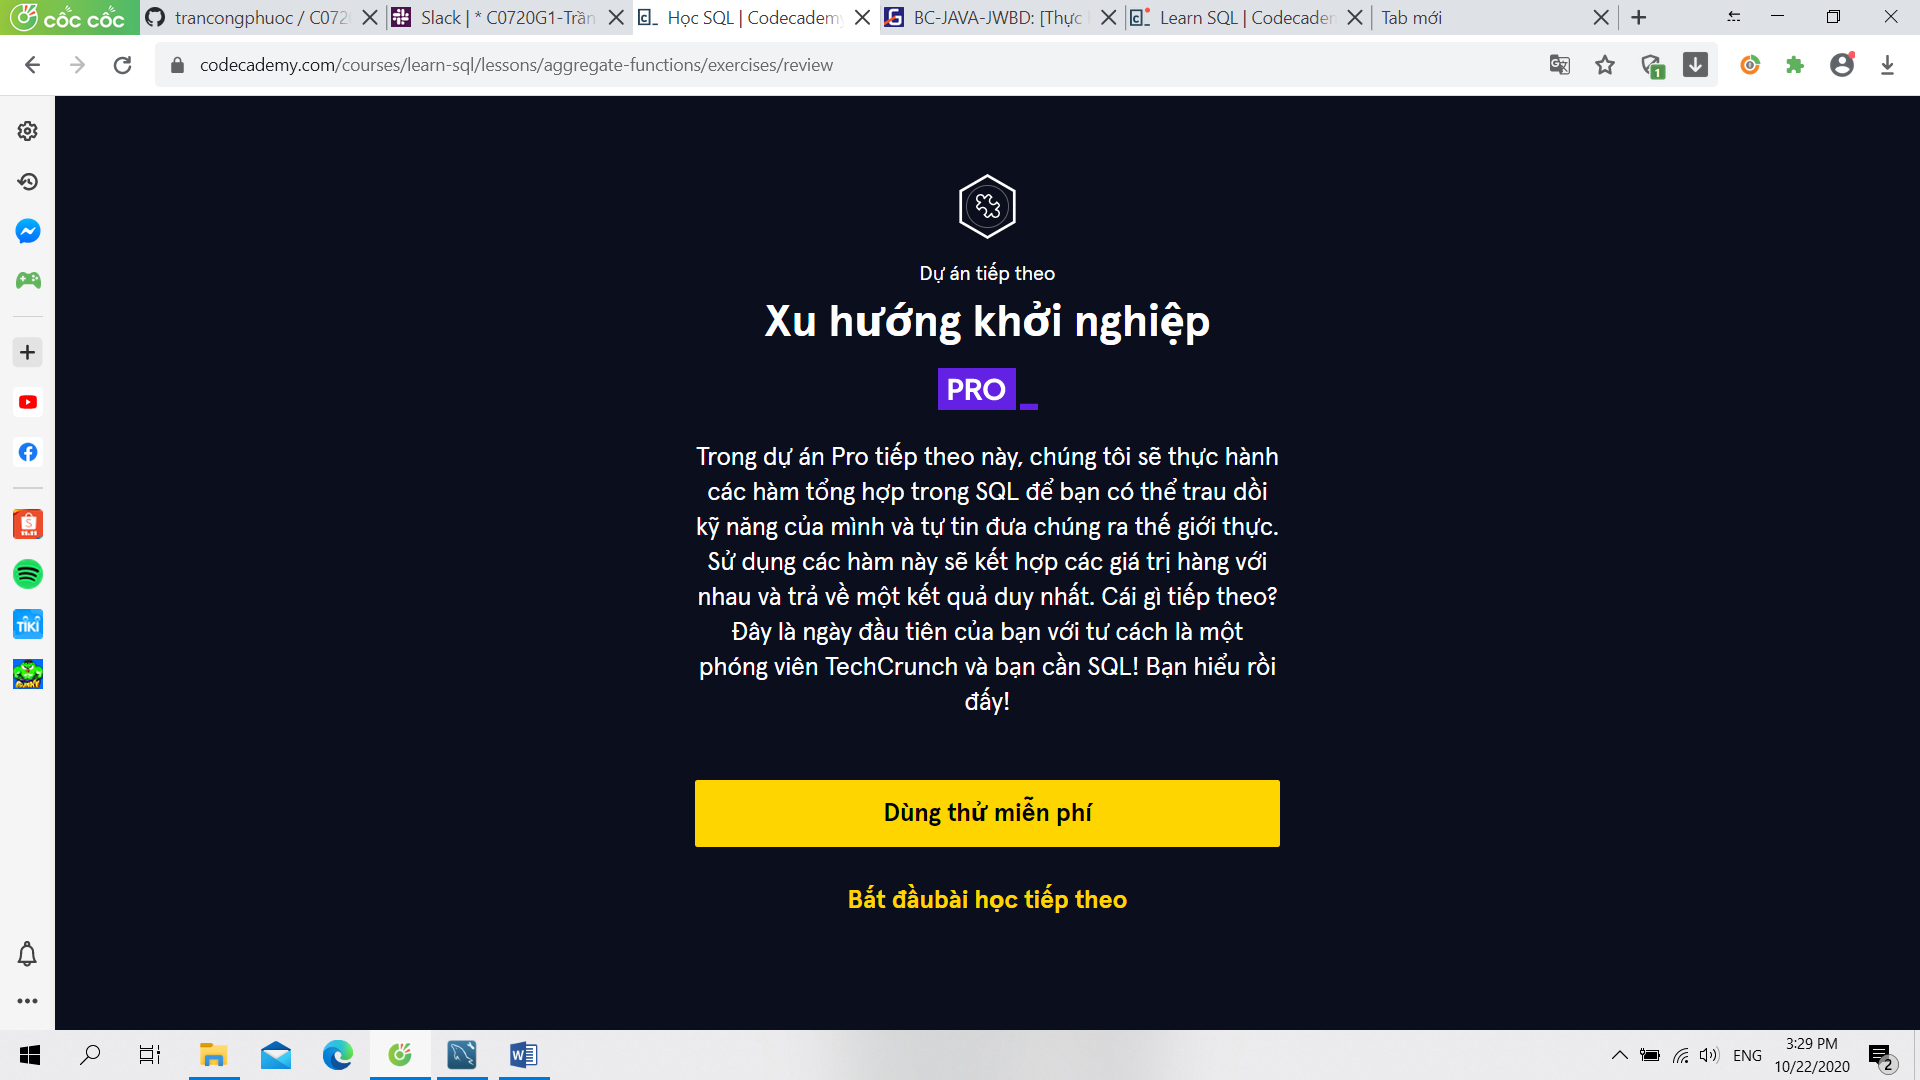 cốc cốc
trancongphuoc / C072
Slack | * C0720G1-Trần
Học SQL | Codecademy
BC-JAVA-JWBD: [Thực
Learn SQL | Codecadem
Tab mới
codecademy.com/courses/learn-sql/lessons/aggregate-functions/exercises/review
1
Dự án tiếp theo
Xu hướng khởi nghiệp
PRO
Trong dự án Pro tiếp theo này, chúng tôi sẽ thực hành
các hàm tổng hợp trong SQL để bạn có thể trau dồi
kỹ năng của mình và tự tin đưa chúng ra thế giới thực.
Sử dụng các hàm này sẽ kết hợp các giá trị hàng với
nhau và trả về một kết quả duy nhất. Cái gì tiếp theo?
Đây là ngày đầu tiên của bạn với tư cách là một
phóng viên TechCrunch và bạn cần SQL! Bạn hiểu rồi
đấy!
Dùng thử miễn phí
Bắt đầubài học tiếp theo
11.11
TIKI
GUNNY
ENG
3:29 PM
10/22/2020
2